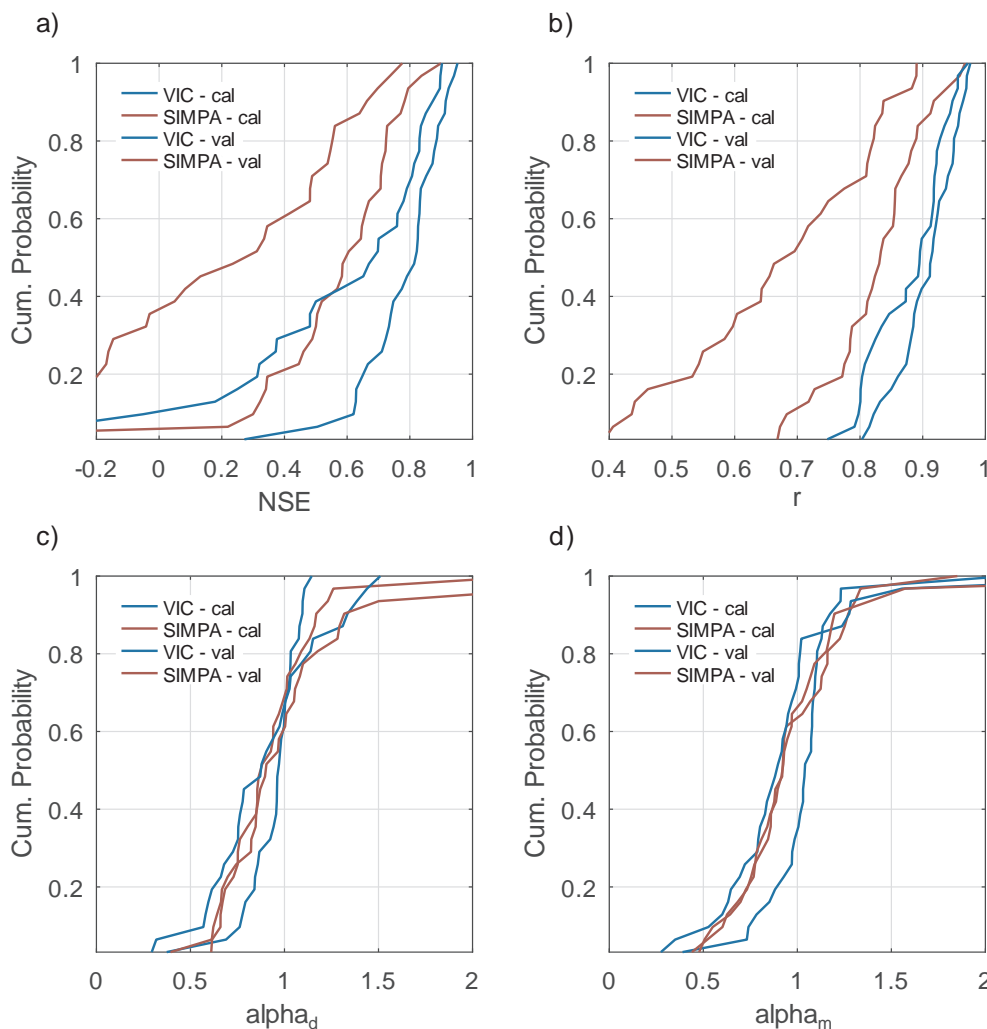 a)
Cum. Probability
1
0.8
0.6
0.4
0.2
VIC - cal
SIMPA - cal
VIC - val
SIMPA - val
-0.2 0 0.2 0.4 0.6 0.8 1
NSE
b)
Cum. Probability
1
0.8
0.6
0.4
0.2
VIC - cal
SIMPA - cal
VIC - val
SIMPA - val
0.4 0.5 0.6 0.7 0.8 0.9 1
r
c)
Cum. Probability
1
0.8
0.6
0.4
0.2
VIC - cal
SIMPA - cal
VIC - val
SIMPA - val
0 0.5 1 1.5 2
alpha_d
d)
Cum. Probability
1
0.8
0.6
0.4
0.2
VIC - cal
SIMPA - cal
VIC - val
SIMPA - val
0 0.5 1 1.5 2
alpha_m